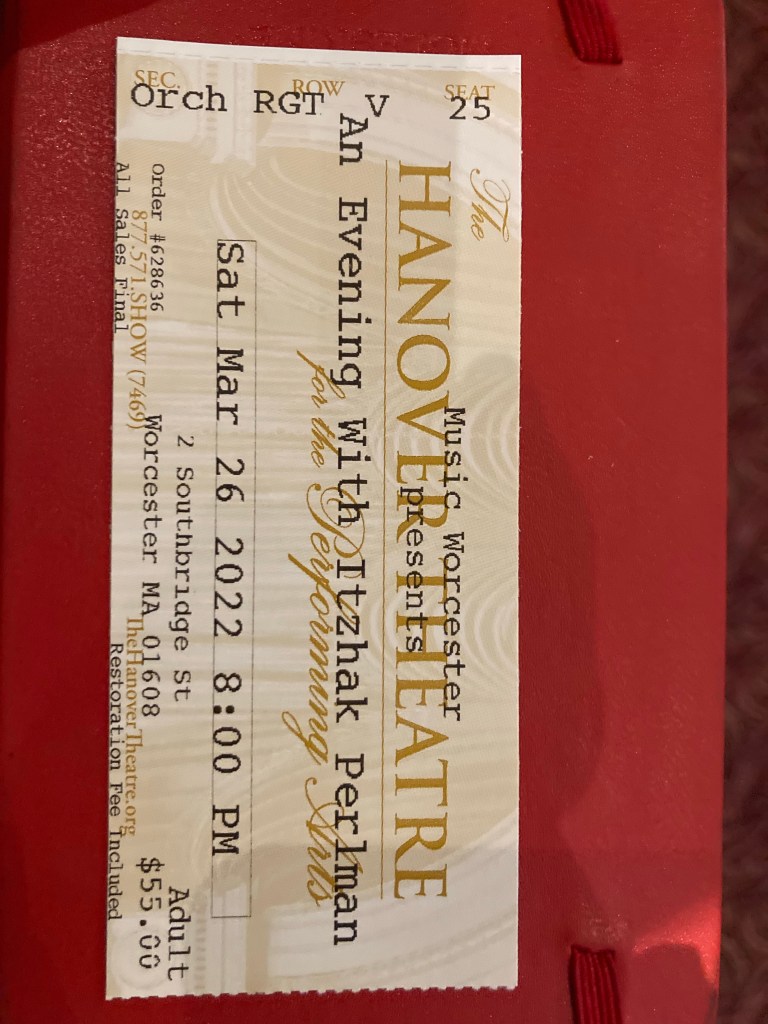 SEC. ROW SEAT
Orch RGT V 25
The
HANOVER THEATRE
Music Worcester
presents
for the Performing Arts
An Evening With Itzhak Perlman
Sat Mar 26 2022 8:00 PM
2 Southbridge St
Worcester MA 01608
Adult
$55.00
Order #628636
877.571.SHOW (7469)
TheHanoverTheatre.org
All Sales Final
Restoration Fee Included